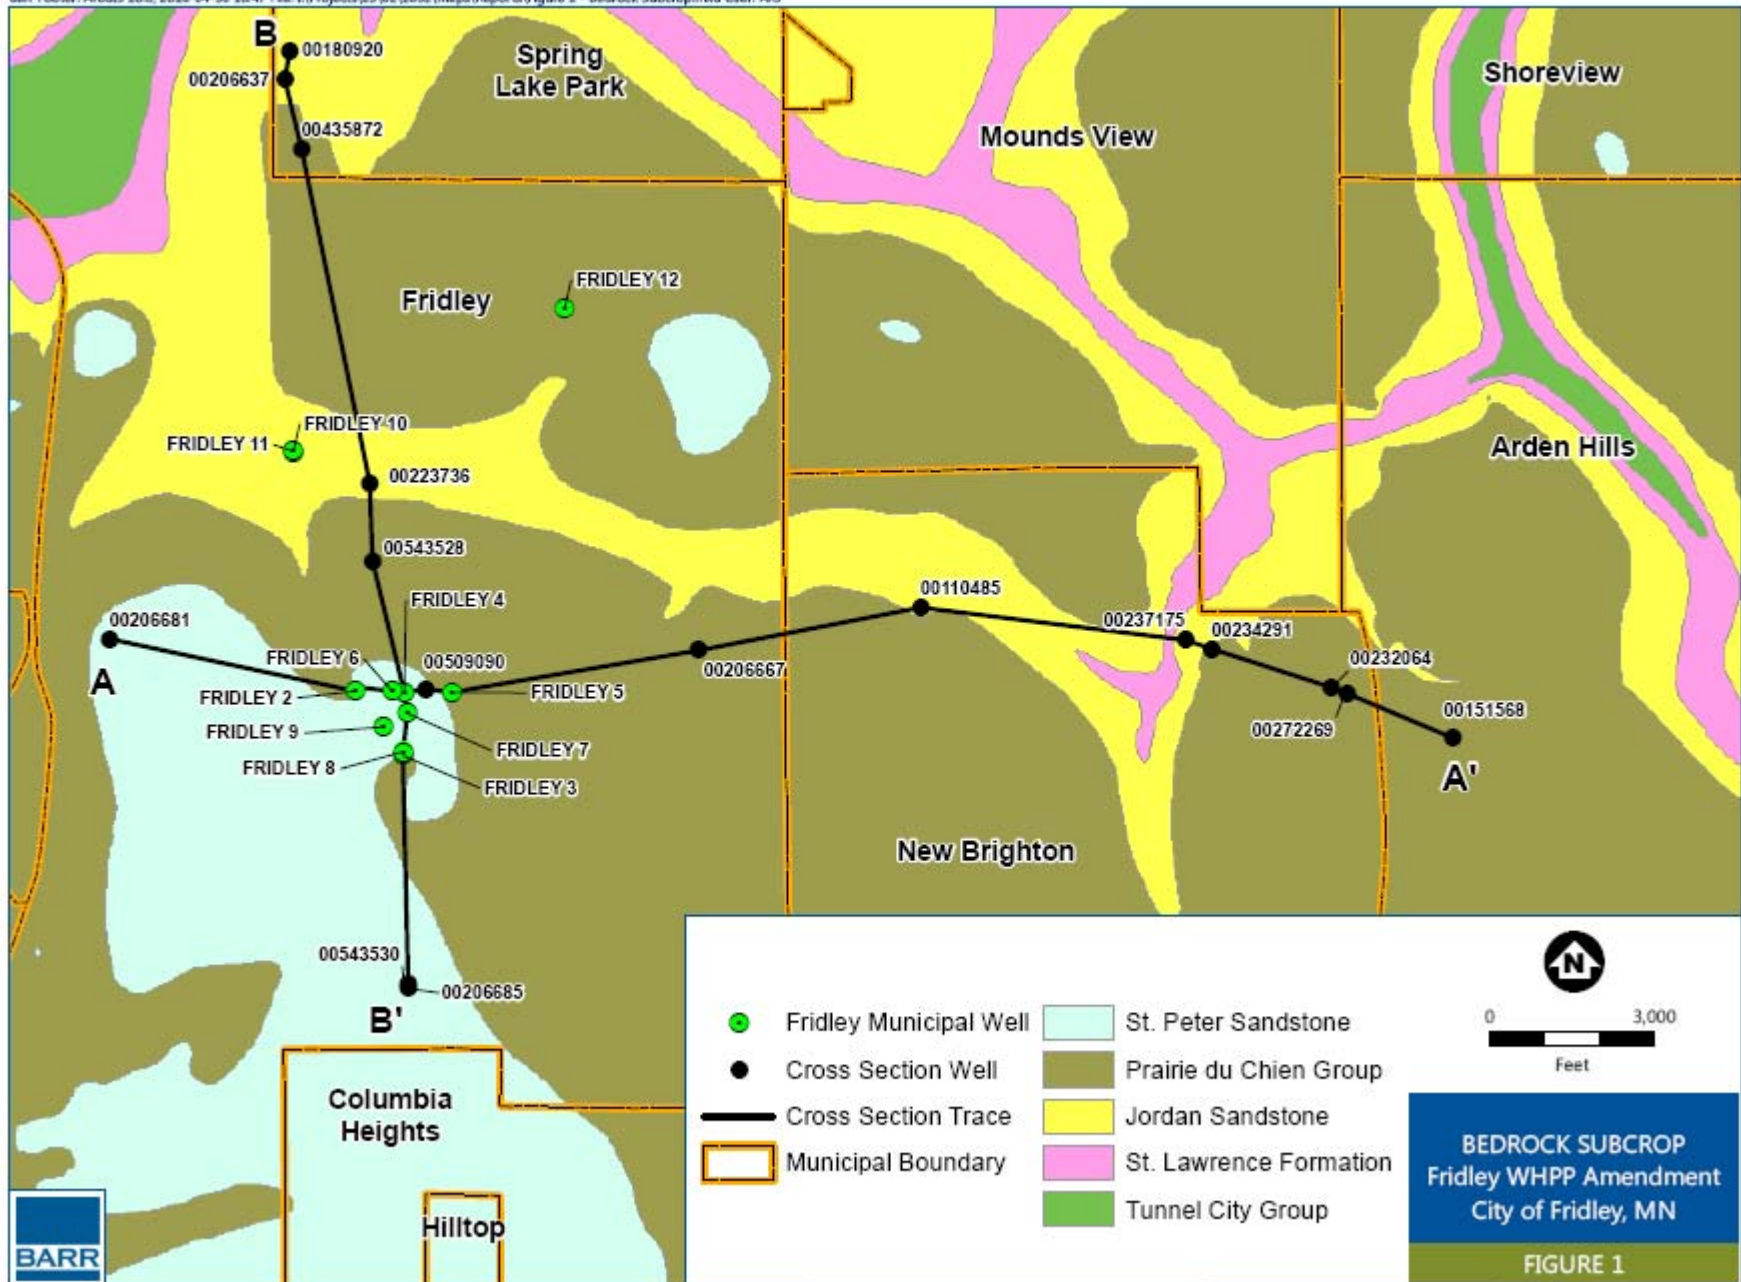 B
00180920
00206637
00435872
Spring
Lake Park
Mounds View
Shoreview
FRIDLEY 12
Fridley
FRIDLEY 10
FRIDLEY 11
00223736
Arden Hills
00543528
FRIDLEY 4
00110485
00206681
00237175
00234291
FRIDLEY 6
00509090
00206667
00232064
A
FRIDLEY 2
FRIDLEY 5
00151568
FRIDLEY 9
00272269
FRIDLEY 7
FRIDLEY 8
FRIDLEY 3
A'
New Brighton
00543530
00206685
B'
Columbia
Heights
Hilltop
Fridley Municipal Well
Cross Section Well
Cross Section Trace
Municipal Boundary
St. Peter Sandstone
Prairie du Chien Group
Jordan Sandstone
St. Lawrence Formation
Tunnel City Group
N
0 3,000
Feet
BEDROCK SUBCROP
Fridley WHPP Amendment
City of Fridley, MN
FIGURE 1
BARR